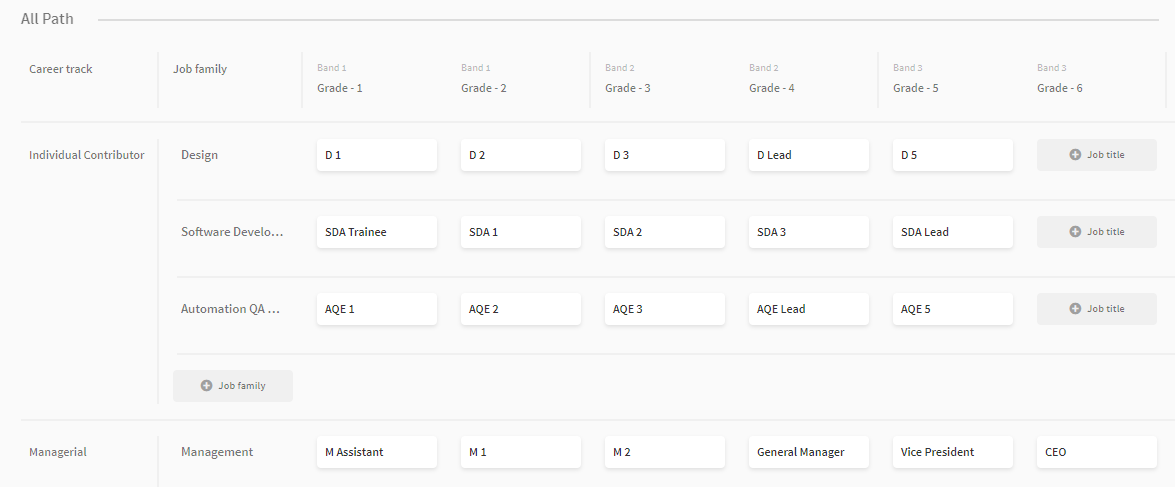 All Path
Career track Job family Band 1 Band 1 Band 2 Band 2 Band 3 Band 3
Grade - 1 Grade - 2 Grade - 3 Grade - 4 Grade - 5 Grade - 6
Individual Contributor Design D 1 D 2 D 3 D Lead D 5 Job title
Software Develo... SDA Trainee SDA 1 SDA 2 SDA 3 SDA Lead Job title
Automation QA ... AQE 1 AQE 2 AQE 3 AQE Lead AQE 5 Job title
Job family
Managerial Management M Assistant M 1 M 2 General Manager Vice President CEO